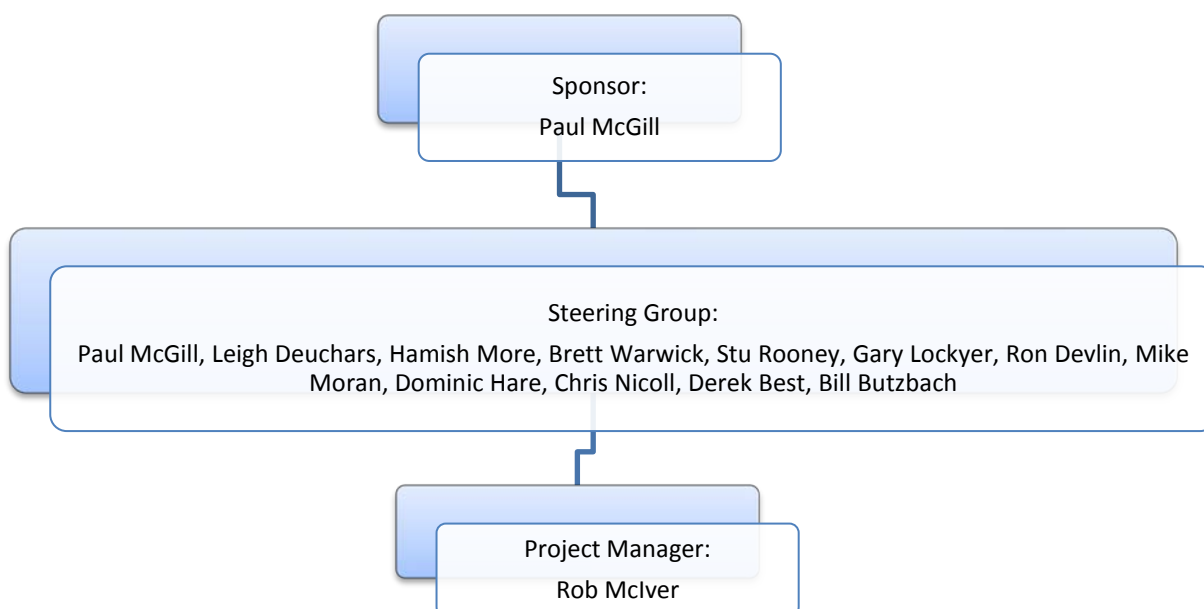 Sponsor:
Paul McGill
Steering Group:
Paul McGill, Leigh Deuchars, Hamish More, Brett Warwick, Stu Rooney, Gary Lockyer, Ron Devlin, Mike
Moran, Dominic Hare, Chris Nicoll, Derek Best, Bill Butzbach
Project Manager:
Rob McIver